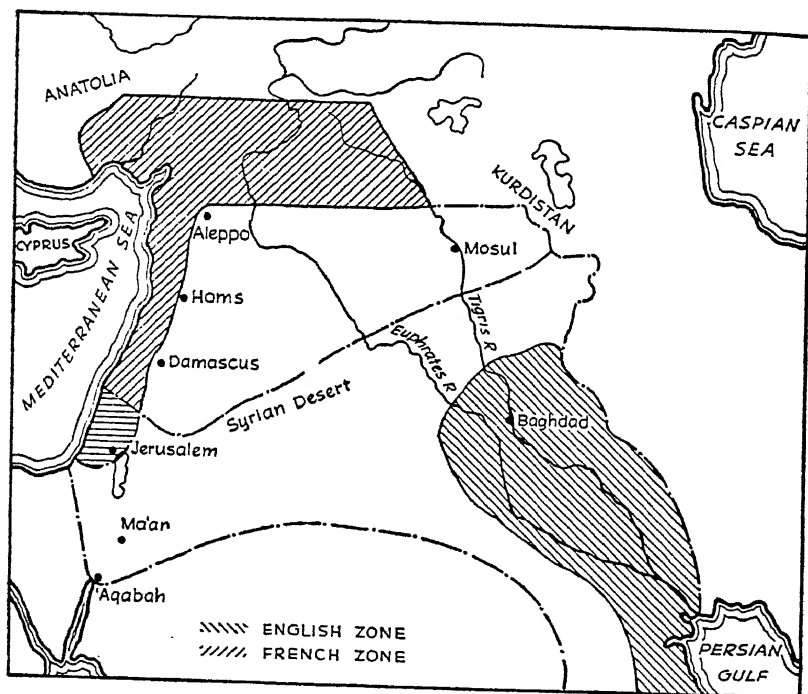 ANATOLIA
CASPIAN
SEA
KURDISTAN
CYPRUS
MEDITERRANEAN SEA
Aleppo
Mosul
Homs
Tigris R
Euphrates R
Damascus
Syrian Desert
Baghdad
Jerusalem
Ma'an
'Aqabah
ENGLISH ZONE
FRENCH ZONE
PERSIAN
GULF